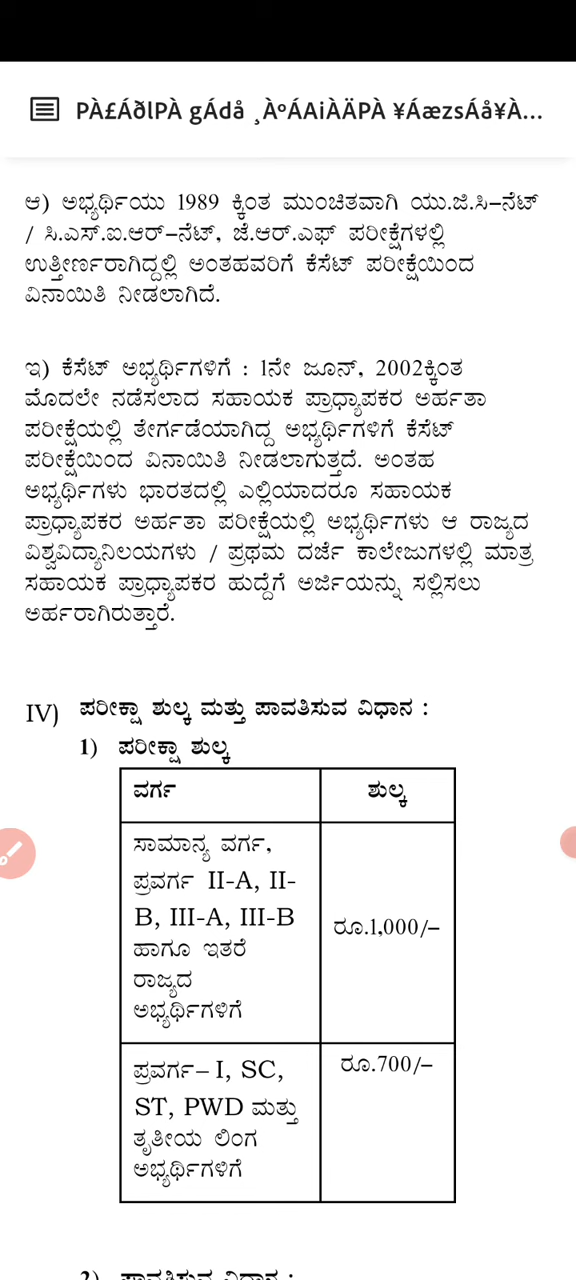 PÀ£ÁðlPÀ gÁdå ¸ÀºÁAiÀÄPÀ ¥ÁæzsÁå¥À...
ಆ) ಅಭ್ಯರ್ಥಿಯು 1989 ಕ್ಕಿಂತ ಮುಂಚಿತವಾಗಿ ಯು.ಜಿ.ಸಿ-ನೆಟ್
/ ಸಿ.ಎಸ್.ಐ.ಆರ್-ನೆಟ್, ಜೆ.ಆರ್.ಎಫ್ ಪರೀಕ್ಷೆಗಳಲ್ಲಿ
ಉತ್ತೀರ್ಣರಾಗಿದ್ದಲ್ಲಿ ಅಂತಹವರಿಗೆ ಕೆಸೆಟ್ ಪರೀಕ್ಷೆಯಿಂದ
ವಿನಾಯಿತಿ ನೀಡಲಾಗಿದೆ.
ಇ) ಕೆಸೆಟ್ ಅಭ್ಯರ್ಥಿಗಳಿಗೆ : 1ನೇ ಜೂನ್, 2002ಕ್ಕಿಂತ
ಮೊದಲೇ ನಡೆಸಲಾದ ಸಹಾಯಕ ಪ್ರಾಧ್ಯಾಪಕರ ಅರ್ಹತಾ
ಪರೀಕ್ಷೆಯಲ್ಲಿ ತೇರ್ಗಡೆಯಾಗಿದ್ದ ಅಭ್ಯರ್ಥಿಗಳಿಗೆ ಕೆಸೆಟ್
ಪರೀಕ್ಷೆಯಿಂದ ವಿನಾಯಿತಿ ನೀಡಲಾಗುತ್ತದೆ. ಅಂತಹ
ಅಭ್ಯರ್ಥಿಗಳು ಭಾರತದಲ್ಲಿ ಎಲ್ಲಿಯಾದರೂ ಸಹಾಯಕ
ಪ್ರಾಧ್ಯಾಪಕರ ಅರ್ಹತಾ ಪರೀಕ್ಷೆಯಲ್ಲಿ ಅಭ್ಯರ್ಥಿಗಳು ಆ ರಾಜ್ಯದ
ವಿಶ್ವವಿದ್ಯಾನಿಲಯಗಳು / ಪ್ರಥಮ ದರ್ಜೆ ಕಾಲೇಜುಗಳಲ್ಲಿ ಮಾತ್ರ
ಸಹಾಯಕ ಪ್ರಾಧ್ಯಾಪಕರ ಹುದ್ದೆಗೆ ಅರ್ಜಿಯನ್ನು ಸಲ್ಲಿಸಲು
ಅರ್ಹರಾಗಿರುತ್ತಾರೆ.
IV) ಪರೀಕ್ಷಾ ಶುಲ್ಕ ಮತ್ತು ಪಾವತಿಸುವ ವಿಧಾನ :
1) ಪರೀಕ್ಷಾ ಶುಲ್ಕ
ವರ್ಗ ಶುಲ್ಕ
ಸಾಮಾನ್ಯ ವರ್ಗ,
ಪ್ರವರ್ಗ II-A, II-
B, III-A, III-B
ಹಾಗೂ ಇತರೆ
ರಾಜ್ಯದ
ಅಭ್ಯರ್ಥಿಗಳಿಗೆ
ರೂ.1,000/-
ಪ್ರವರ್ಗ-I, SC,
ST, PWD ಮತ್ತು
ತೃತೀಯ ಲಿಂಗ
ಅಭ್ಯರ್ಥಿಗಳಿಗೆ
ರೂ.700/-
2) ಪಾವತಿಸುವ ವಿಧಾನ :